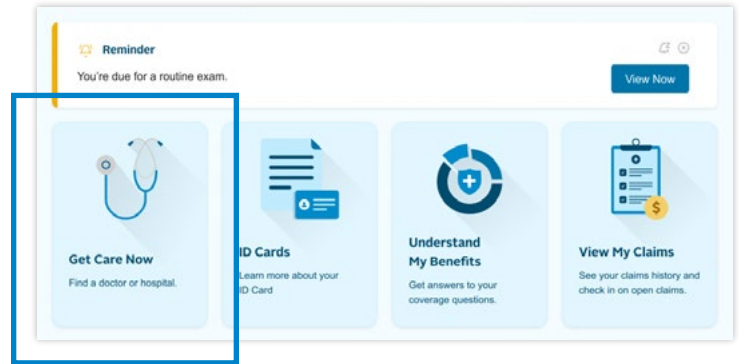 Reminder
You're due for a routine exam.
View Now
Get Care Now
Find a doctor or hospital.
ID Cards
Learn more about your
ID Card
Understand
My Benefits
Get answers to your
coverage questions.
View My Claims
See your claims history and
check in on open claims.
$